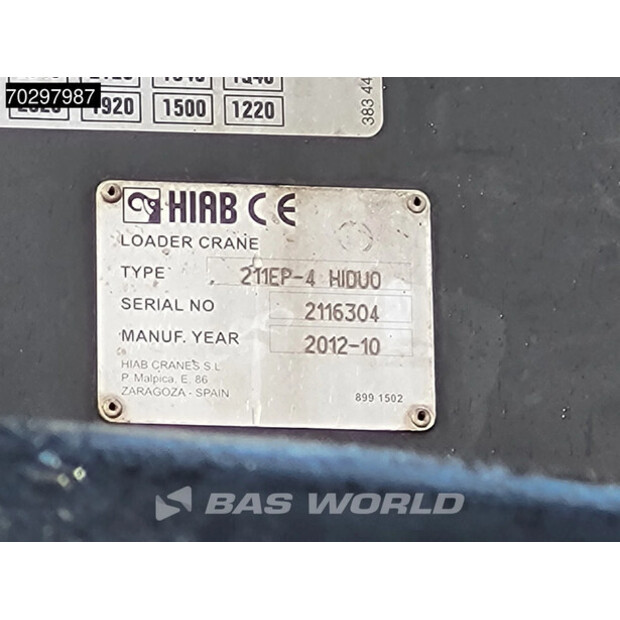 70297987
1920 1500 1220
383 44
HIAB CE
LOADER CRANE
TYPE 211EP-4 HIDUO
SERIAL NO 2116304
MANUF. YEAR 2012-10
HIAB CRANES S.L
P. Malpica, E, 86
ZARAGOZA - SPAIN
899 1502
BAS WORLD